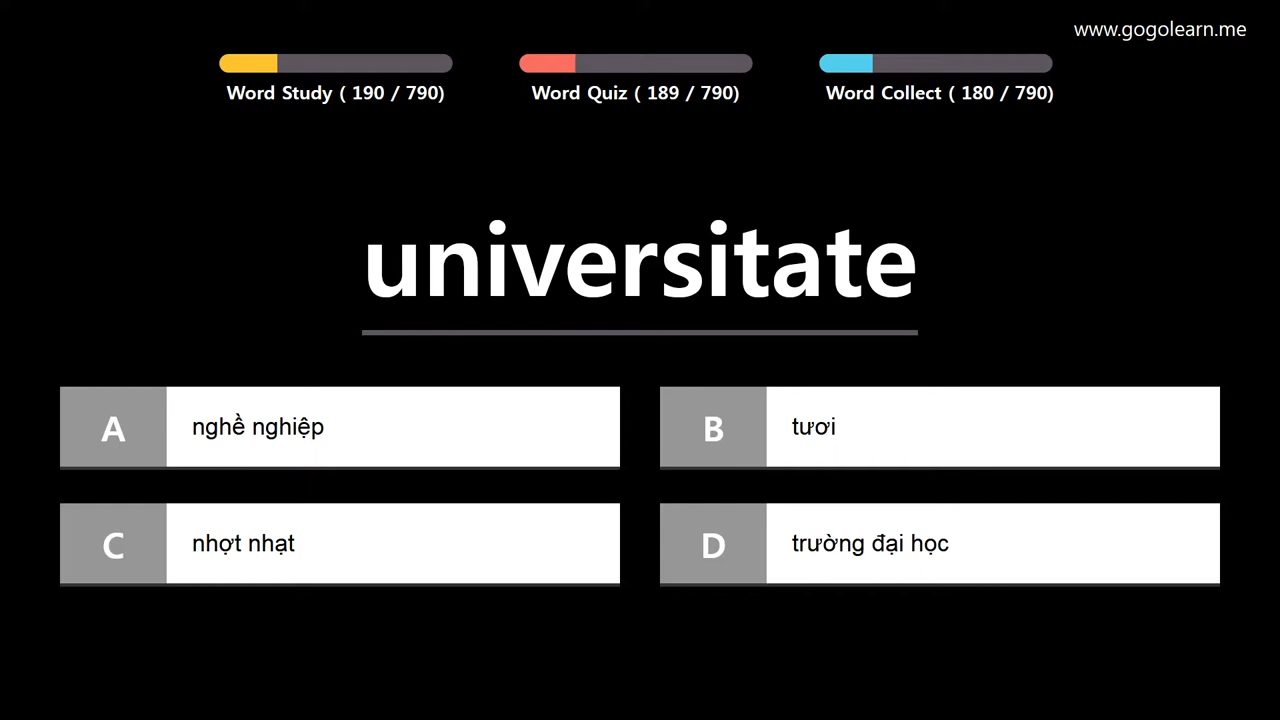 www.gogolearn.me
Word Study ( 190 / 790)
Word Quiz ( 189 / 790)
Word Collect ( 180 / 790)
universitate
A nghề nghiệp
B tươi
C nhợt nhạt
D trường đại học